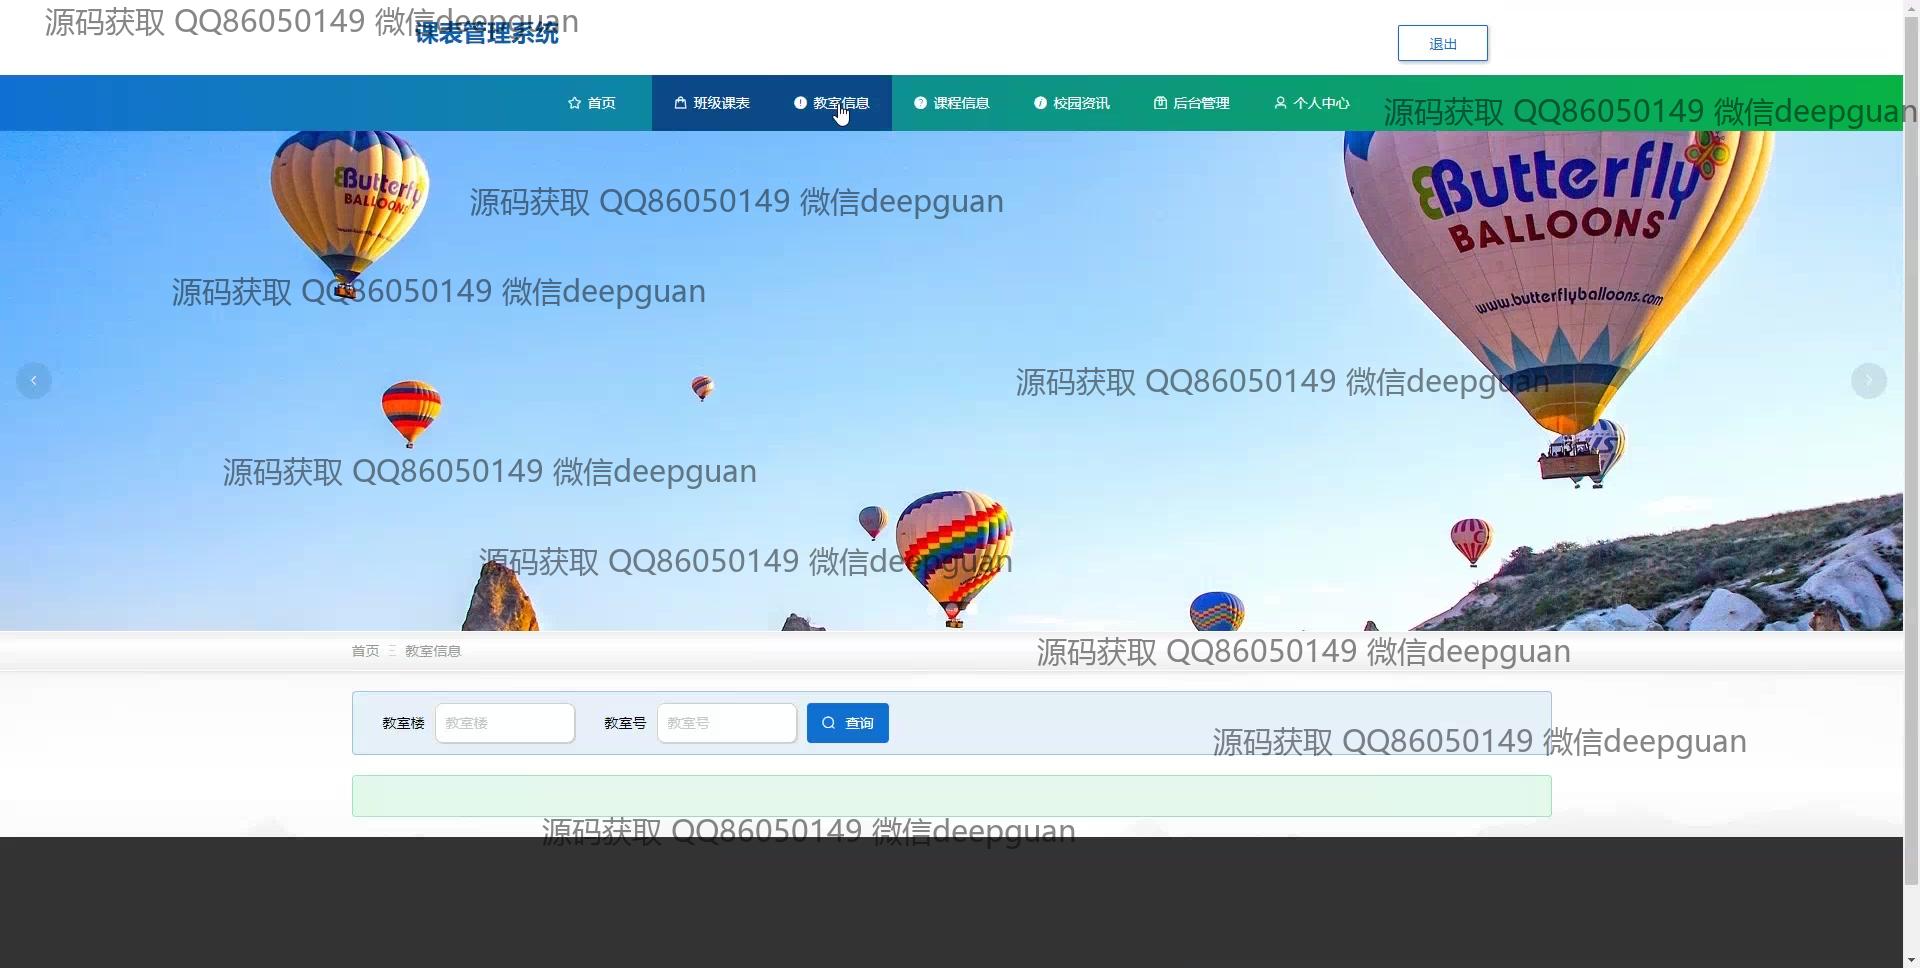 源码获取 QQ86050149 微信deepguan
课表管理系统
退出
首页 班级课表 教室信息 课程信息 校园资讯 后台管理 个人中心
源码获取 QQ86050149 微信deepguan
Butterfly
BALLOONS
Butterfly
BALLOONS
www.butterflyballoons.com
源码获取 QQ86050149 微信deepguan
源码获取 QQ86050149 微信deepguan
源码获取 QQ86050149 微信deepguan
源码获取 QQ86050149 微信deepguan
源码获取 QQ86050149 微信deepguan
首页 教室信息
源码获取 QQ86050149 微信deepguan
教室楼 教室楼 教室号 教室号 查询
源码获取 QQ86050149 微信deepguan
源码获取 QQ86050149 微信deepguan